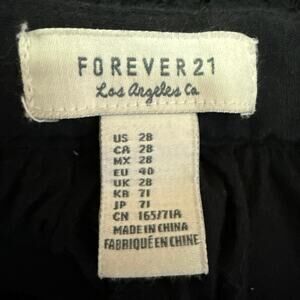 FOREVER 21
Los Angeles Ca
US 28
CA 28
MX 28
EU 40
UK 28
KR 71
JP 71
CN 165/71A
MADE IN CHINA
FABRIQUÉ EN CHINE